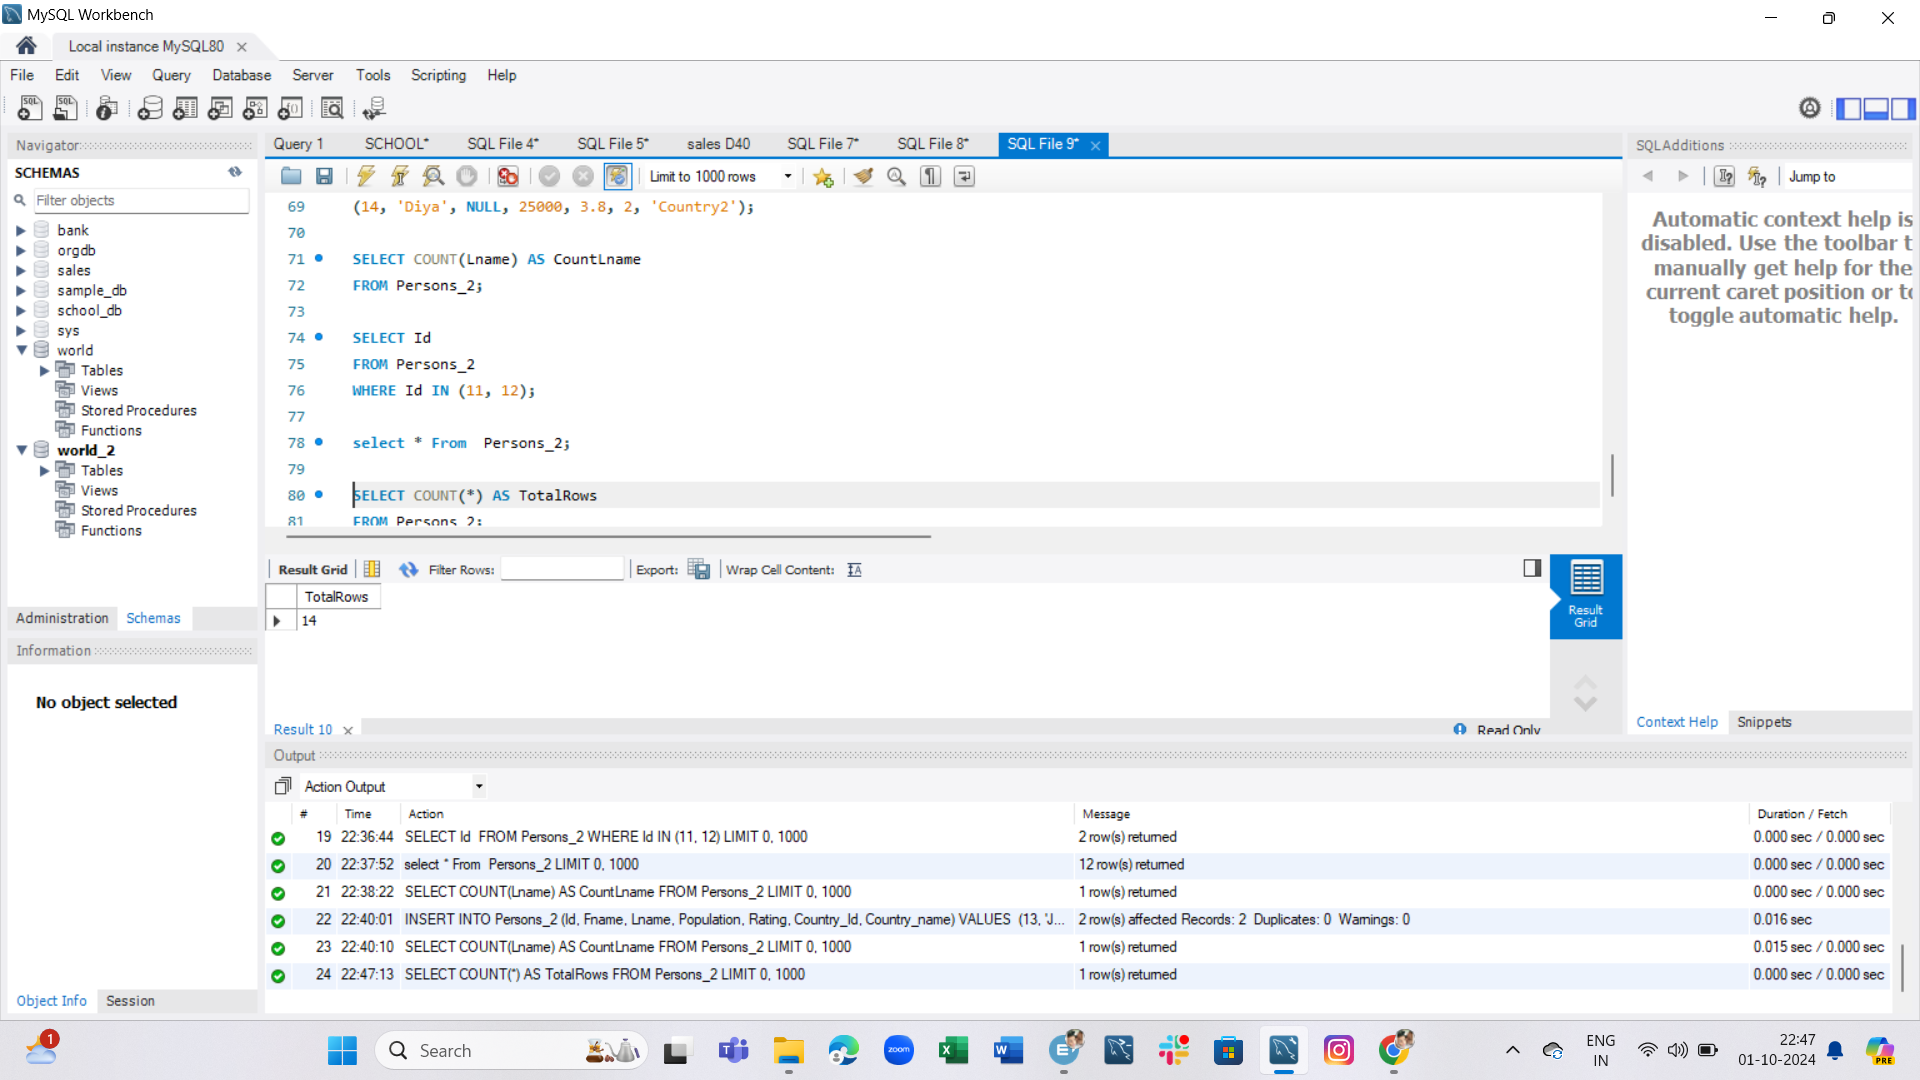 MySQL Workbench
Local instance MySQL80
File Edit View Query Database Server Tools Scripting Help
Navigator
SCHEMAS
Filter objects
bank
orgdb
sales
sample_db
school_db
sys
world
Tables
Views
Stored Procedures
Functions
world_2
Tables
Views
Stored Procedures
Functions
Administration Schemas
Information
No object selected
Object Info Session
Query 1 SCHOOL* SQL File 4* SQL File 5* sales D40 SQL File 7* SQL File 8* SQL File 9*
Limit to 1000 rows
69 (14, 'Diya', NULL, 25000, 3.8, 2, 'Country2');
70
71 SELECT COUNT(Lname) AS CountLname
72 FROM Persons_2;
73
74 SELECT Id
75 FROM Persons_2
76 WHERE Id IN (11, 12);
77
78 select * From  Persons_2;
79
80 SELECT COUNT(*) AS TotalRows
81 FROM Persons_2;
Result Grid Filter Rows: Export: Wrap Cell Content:
TotalRows
14
Result Grid
Result 10
Read Only
SQLAdditions
Jump to
Automatic context help is
disabled. Use the toolbar t
manually get help for the
current caret position or to
toggle automatic help.
Context Help Snippets
Output
Action Output
# Time Action Message Duration / Fetch
19 22:36:44 SELECT Id  FROM Persons_2 WHERE Id IN (11, 12) LIMIT 0, 1000 2 row(s) returned 0.000 sec / 0.000 sec
20 22:37:52 select * From  Persons_2 LIMIT 0, 1000 12 row(s) returned 0.000 sec / 0.000 sec
21 22:38:22 SELECT COUNT(Lname) AS CountLname FROM Persons_2 LIMIT 0, 1000 1 row(s) returned 0.000 sec / 0.000 sec
22 22:40:01 INSERT INTO Persons_2 (Id, Fname, Lname, Population, Rating, Country_Id, Country_name) VALUES  (13, 'J... 2 row(s) affected Records: 2  Duplicates: 0  Warnings: 0 0.016 sec
23 22:40:10 SELECT COUNT(Lname) AS CountLname FROM Persons_2 LIMIT 0, 1000 1 row(s) returned 0.015 sec / 0.000 sec
24 22:47:13 SELECT COUNT(*) AS TotalRows FROM Persons_2 LIMIT 0, 1000 1 row(s) returned 0.000 sec / 0.000 sec
1
Search
zoom
ENG
IN
22:47
01-10-2024
PRE